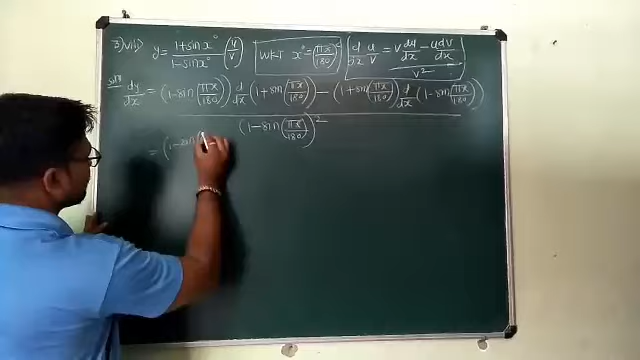 3) viii) y = (1+sin x°)/(1−sin x°) (u/v) WKT x° = (πx/180)^c d/dx u/v = (v du/dx − u dv/dx)/v²
Solⁿ dy/dx = ((1−sin(πx/180)) d/dx (1+sin(πx/180)) − (1+sin(πx/180)) d/dx (1−sin(πx/180)))/(1−sin(πx/180))²
= (1−sin